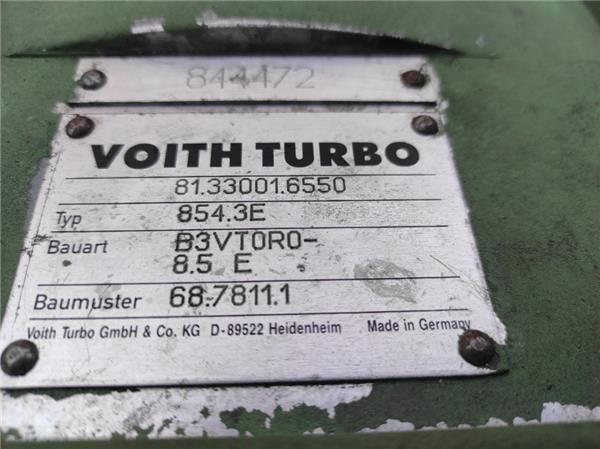 844472
VOITH TURBO
81.33001.6550
Typ 854.3E
Bauart B3VT0R0-
8.5 E
Baumuster 68.7811.1
Voith Turbo GmbH & Co. KG D-89522 Heidenheim Made in Germany